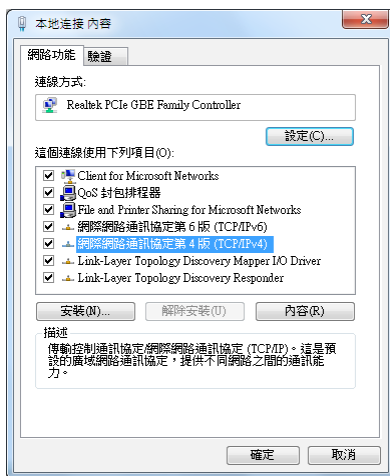 本地连接 內容
網路功能 驗證
連線方式:
Realtek PCIe GBE Family Controller
設定(C)...
這個連線使用下列項目(O):
Client for Microsoft Networks
QoS 封包排程器
File and Printer Sharing for Microsoft Networks
網際網路通訊協定第 6 版 (TCP/IPv6)
網際網路通訊協定第 4 版 (TCP/IPv4)
Link-Layer Topology Discovery Mapper I/O Driver
Link-Layer Topology Discovery Responder
安裝(N)... 解除安裝(U) 內容(R)
描述
傳輸控制通訊協定/網際網路通訊協定 (TCP/IP)。這是預
設的廣域網路通訊協定，提供不同網路之間的通訊能
力。
確定 取消